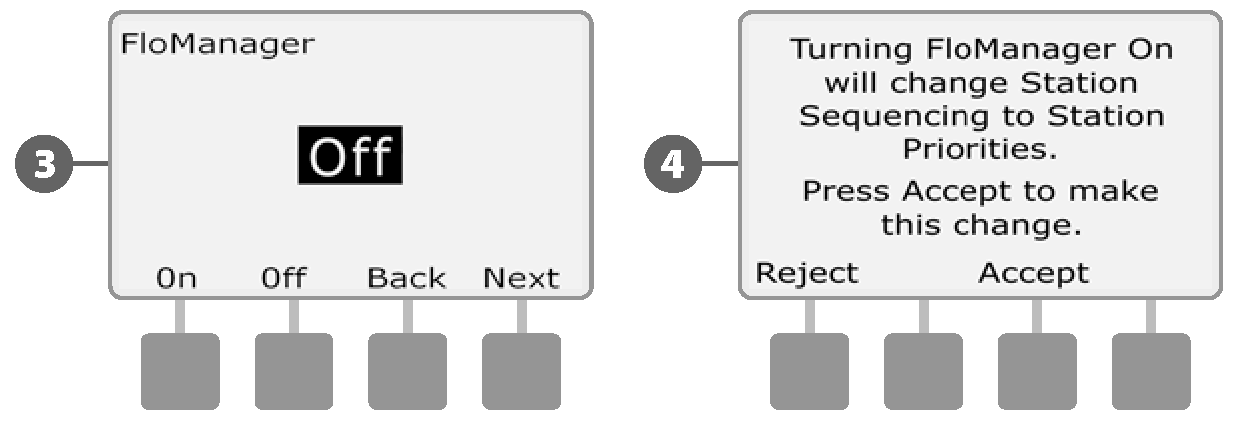 FloManager
3
Off
On Off Back Next
4
Turning FloManager On
will change Station
Sequencing to Station
Priorities.
Press Accept to make
this change.
Reject Accept